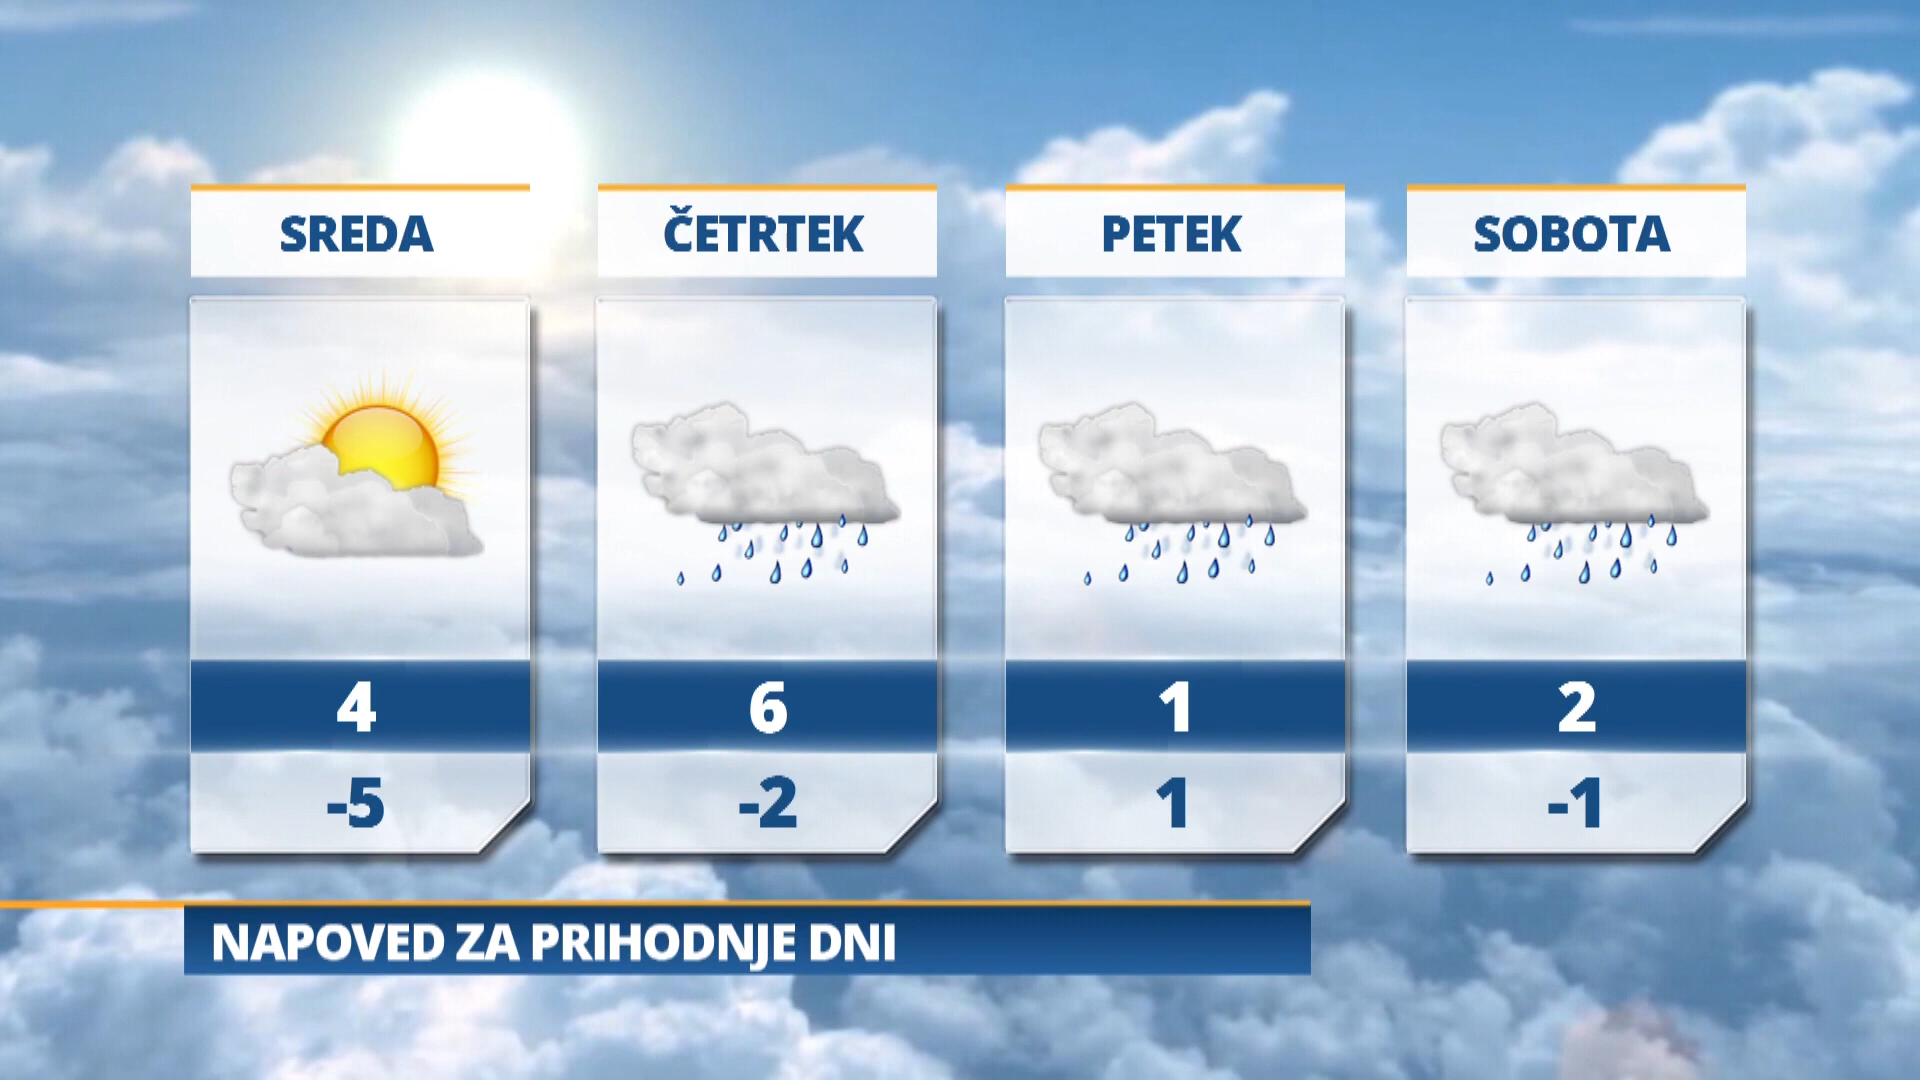 SREDA
ČETRTEK
PETEK
SOBOTA
4
6
1
2
-5
-2
1
-1
NAPOVED ZA PRIHODNJE DNI